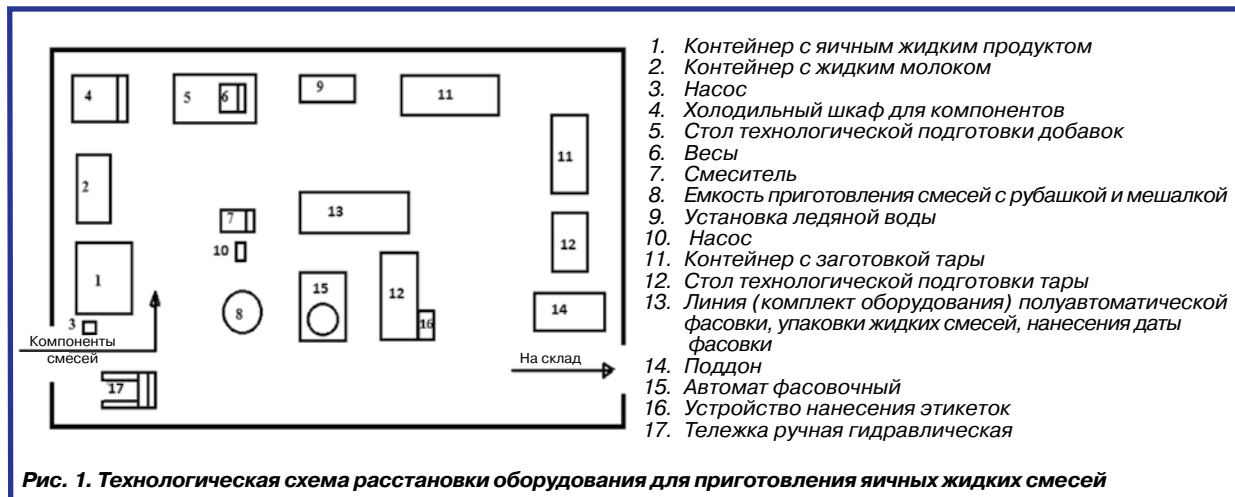 4
5
6
9
11
2
11
7
13
10
12
1
15
12
8
16
14
3
Компоненты
смесей
На склад
17
1. Контейнер с яичным жидким продуктом
2. Контейнер с жидким молоком
3. Насос
4. Холодильный шкаф для компонентов
5. Стол технологической подготовки добавок
6. Весы
7. Смеситель
8. Емкость приготовления смесей с рубашкой и мешалкой
9. Установка ледяной воды
10. Насос
11. Контейнер с заготовкой тары
12. Стол технологической подготовки тары
13. Линия (комплект оборудования) полуавтоматической
фасовки, упаковки жидких смесей, нанесения даты
фасовки
14. Поддон
15. Автомат фасовочный
16. Устройство нанесения этикеток
17. Тележка ручная гидравлическая
Рис. 1. Технологическая схема расстановки оборудования для приготовления яичных жидких смесей